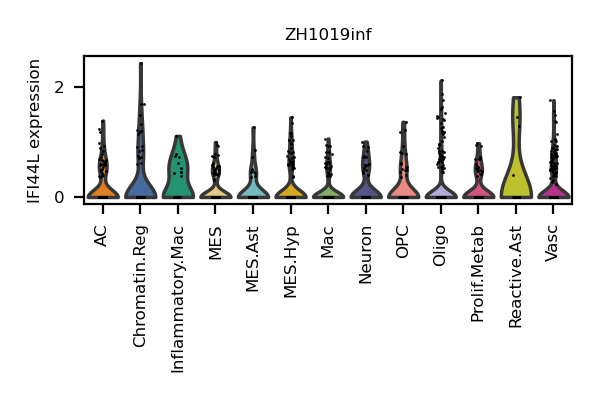 ZH1019inf
IFI44L expression
2
0
AC
Chromatin.Reg
Inflammatory.Mac
MES
MES.Ast
MES.Hyp
Mac
Neuron
OPC
Oligo
Prolif.Metab
Reactive.Ast
Vasc